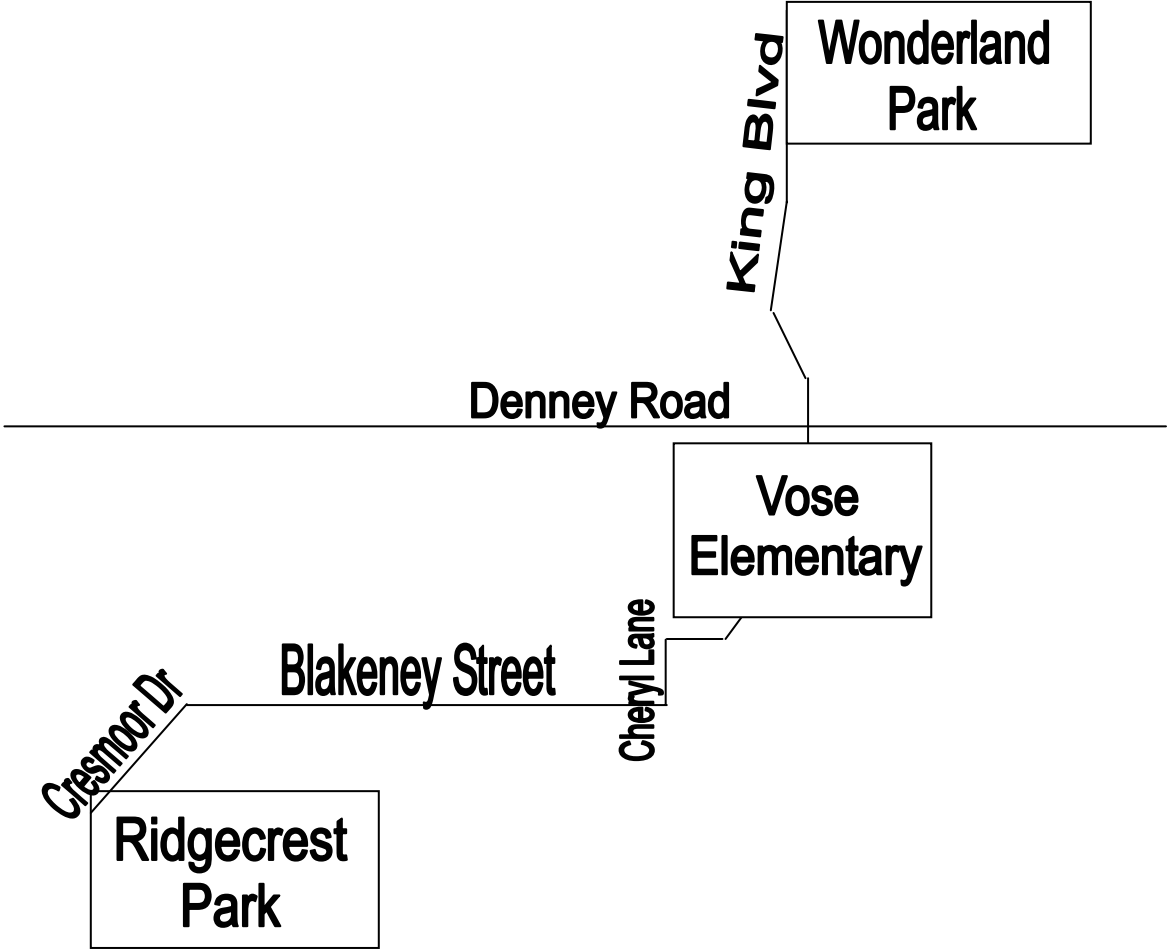 Wonderland
Park
King Blvd
Denney Road
Vose
Elementary
Cheryl Lane
Blakeney Street
Cresmoor Dr
Ridgecrest
Park